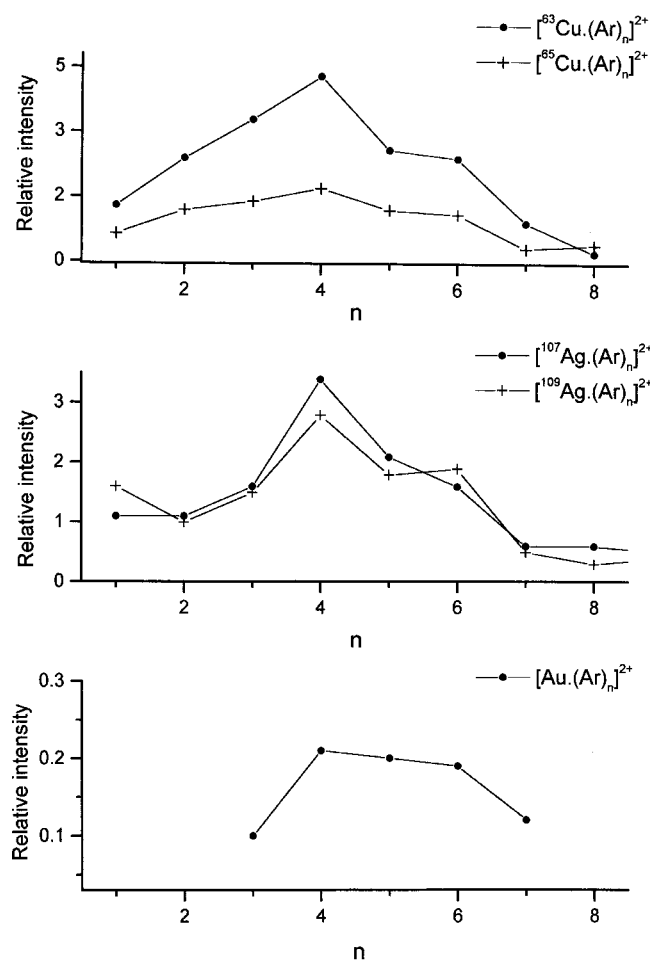 [⁶³Cu.(Ar)ₙ]²⁺
[⁶⁵Cu.(Ar)ₙ]²⁺
Relative intensity
5
3
2
0
2 4 6 8
n
[¹⁰⁷Ag.(Ar)ₙ]²⁺
[¹⁰⁹Ag.(Ar)ₙ]²⁺
Relative intensity
3
2
1
0
2 4 6 8
n
[Au.(Ar)ₙ]²⁺
Relative intensity
0.3
0.2
0.1
2 4 6 8
n